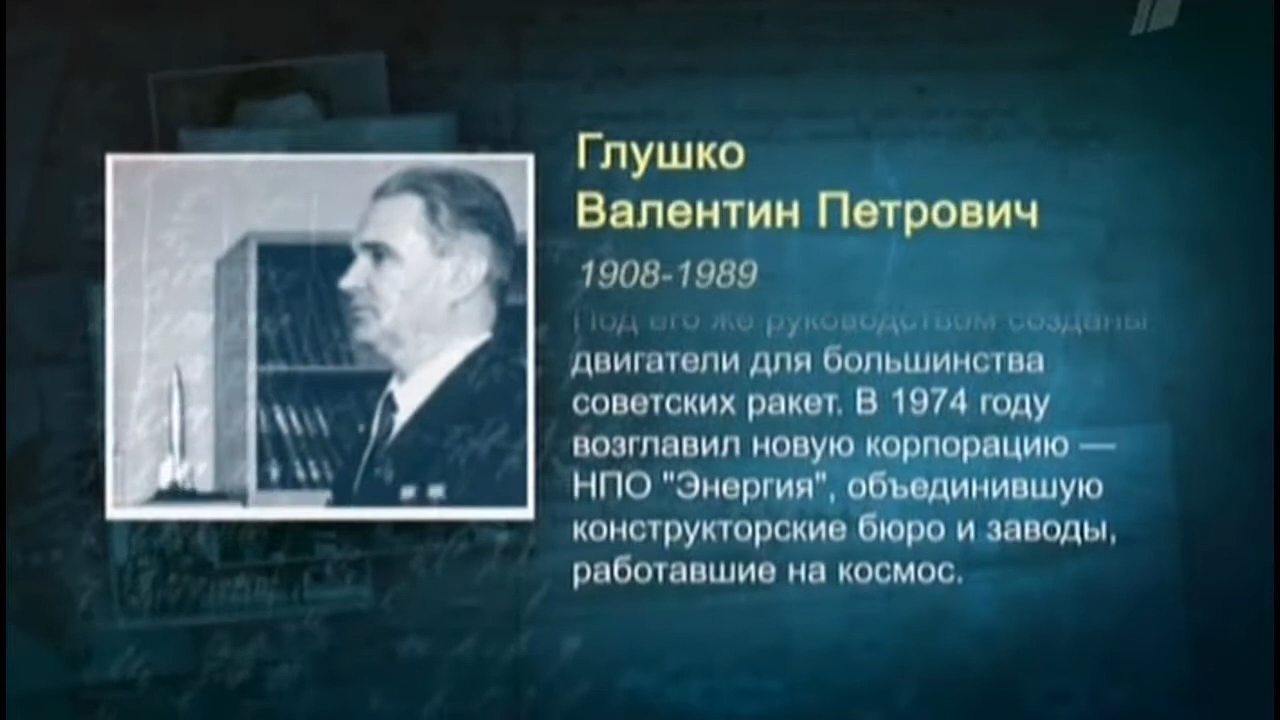 Глушко
Валентин Петрович
1908-1989
Под его же руководством созданы
двигатели для большинства
советских ракет. В 1974 году
возглавил новую корпорацию —
НПО "Энергия", объединившую
конструкторские бюро и заводы,
работавшие на космос.